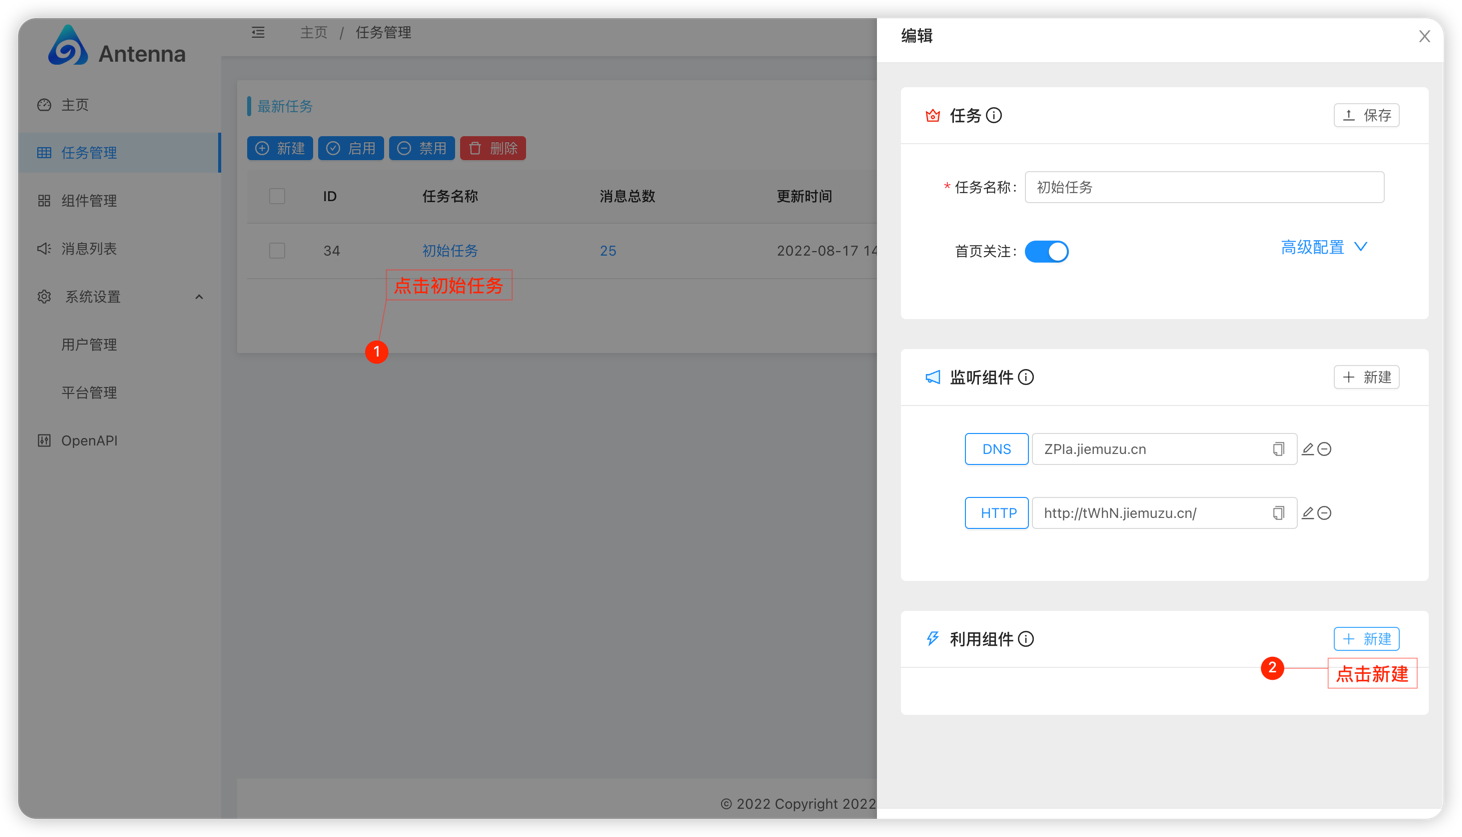 Antenna
主页
任务管理
组件管理
消息列表
系统设置
用户管理
平台管理
OpenAPI
主页 / 任务管理
最新任务
新建 启用 禁用 删除
ID 任务名称 消息总数 更新时间
34 初始任务 25 2022-08-17 14
点击初始任务
1
© 2022 Copyright 2022
编辑
任务 保存
* 任务名称: 初始任务
首页关注: 高级配置
监听组件 + 新建
DNS ZPla.jiemuzu.cn
HTTP http://tWhN.jiemuzu.cn/
利用组件 + 新建
2 点击新建